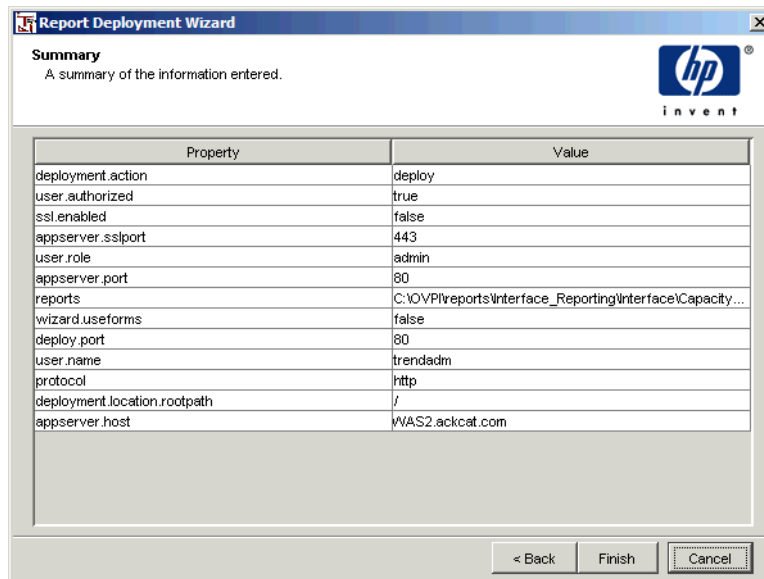 Report Deployment Wizard
Summary
A summary of the information entered.
hp
®
invent
Property Value
deployment.action deploy
user.authorized true
ssl.enabled false
appserver.sslport 443
user.role admin
appserver.port 80
reports C:\OVPI\reports\Interface_Reporting\Interface\Capacity...
wizard.useforms false
deploy.port 80
user.name trendadm
protocol http
deployment.location.rootpath /
appserver.host WAS2.ackcat.com
< Back Finish Cancel